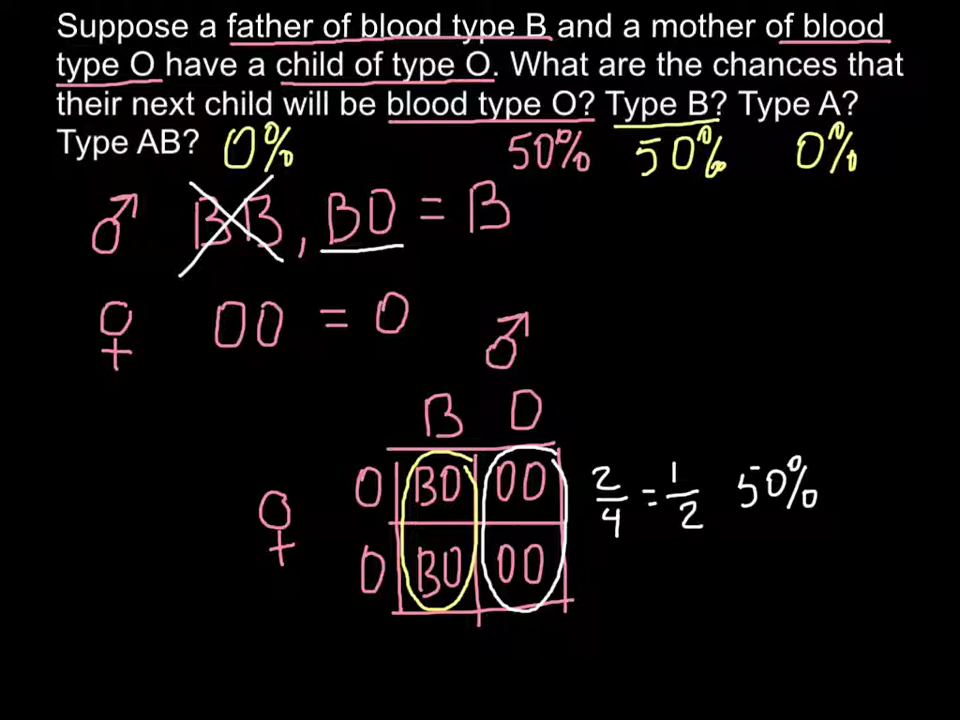 Suppose a father of blood type B and a mother of blood
type O have a child of type O. What are the chances that
their next child will be blood type O? Type B? Type A?
Type AB? 0% 50% 50% 0%
♂ BB, BO = B
♀ OO = O
♂
B O
O BO OO 2/4 = 1/2 50%
♀
O BO OO